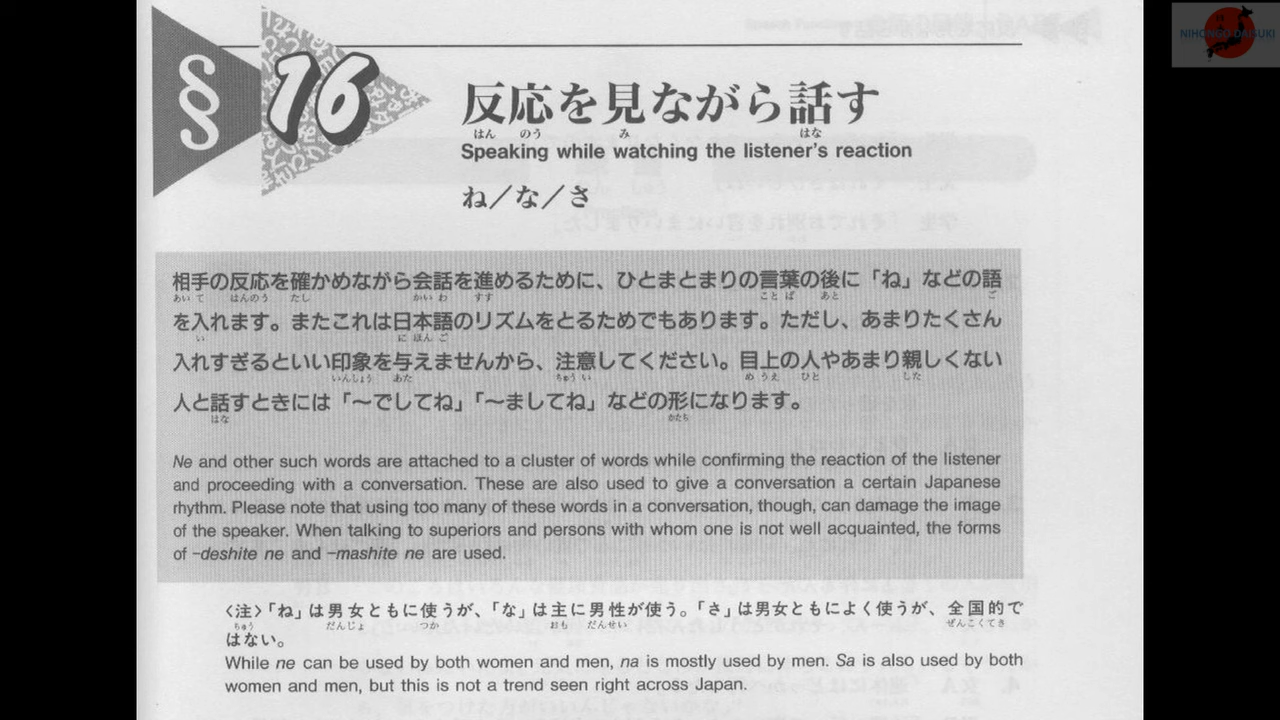 NIHONGO DAISUKI
§ 16
反応を見ながら話す
はん のう み はな
Speaking while watching the listener's reaction
ね／な／さ
相手の反応を確かめながら会話を進めるために、ひとまとまりの言葉の後に「ね」などの語
あいて はんのう たし かいわ すす ことば あと ご
を入れます。またこれは日本語のリズムをとるためでもあります。ただし、あまりたくさん
い にほんご
入れすぎるといい印象を与えませんから、注意してください。目上の人やあまり親しくない
いんしょう あた ちゅうい めうえ ひと した
人と話すときには「〜でしてね」「〜ましてね」などの形になります。
はな かたち
Ne and other such words are attached to a cluster of words while confirming the reaction of the listener
and proceeding with a conversation. These are also used to give a conversation a certain Japanese
rhythm. Please note that using too many of these words in a conversation, though, can damage the image
of the speaker. When talking to superiors and persons with whom one is not well acquainted, the forms
of –deshite ne and –mashite ne are used.
〈注〉「ね」は男女ともに使うが、「な」は主に男性が使う。「さ」は男女ともによく使うが、全国的で
ちゅう だんじょ つか おも だんせい ぜんこくてき
はない。
While ne can be used by both women and men, na is mostly used by men. Sa is also used by both
women and men, but this is not a trend seen right across Japan.